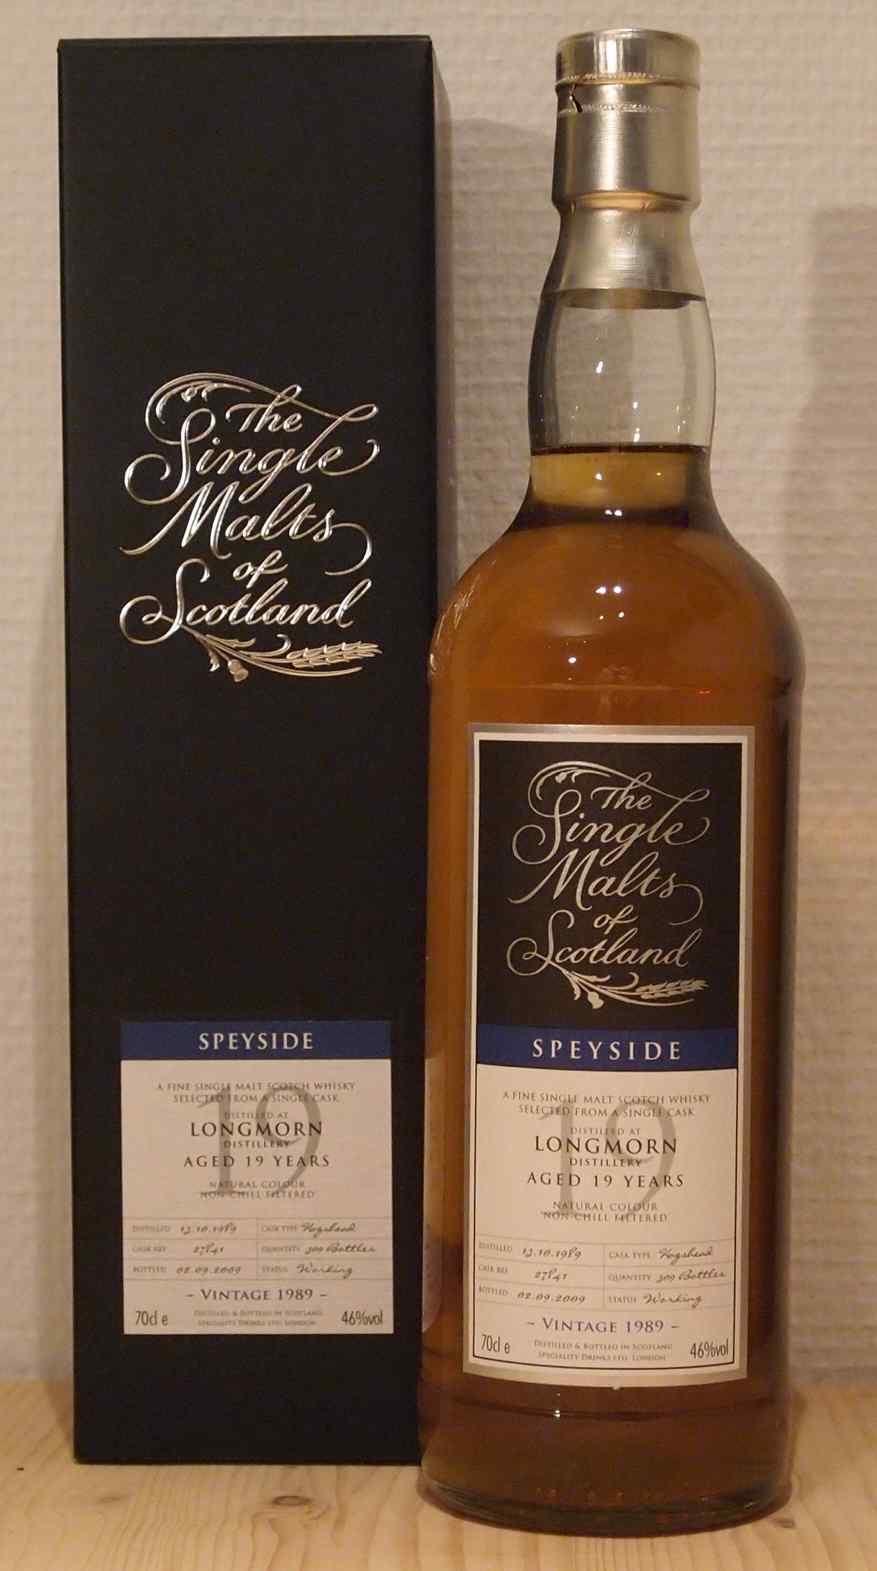 The
Single
Malts
of
Scotland
SPEYSIDE
19
A FINE SINGLE MALT SCOTCH WHISKY
SELECTED FROM A SINGLE CASK
DISTILLED AT
LONGMORN
DISTILLERY
AGED 19 YEARS
NATURAL COLOUR
NON-CHILL FILTERED
DISTILLED 13.10.1989 CASK TYPE Hogshead
CASK REF. 27841 QUANTITY 309 Bottles
BOTTLED 02.09.2009 STATUS Working
- VINTAGE 1989 -
70cl e
DISTILLED & BOTTLED IN SCOTLAND
SPECIALITY DRINKS LTD. LONDON
46%vol
The
Single
Malts
of
Scotland
SPEYSIDE
19
A FINE SINGLE MALT SCOTCH WHISKY
SELECTED FROM A SINGLE CASK
DISTILLED AT
LONGMORN
DISTILLERY
AGED 19 YEARS
NATURAL COLOUR
NON-CHILL FILTERED
DISTILLED 13.10.1989 CASK TYPE Hogshead
CASK REF. 27841 QUANTITY 309 Bottles
BOTTLED 02.09.2009 STATUS Working
- VINTAGE 1989 -
70cl e
DISTILLED & BOTTLED IN SCOTLAND
SPECIALITY DRINKS LTD. LONDON
46%vol